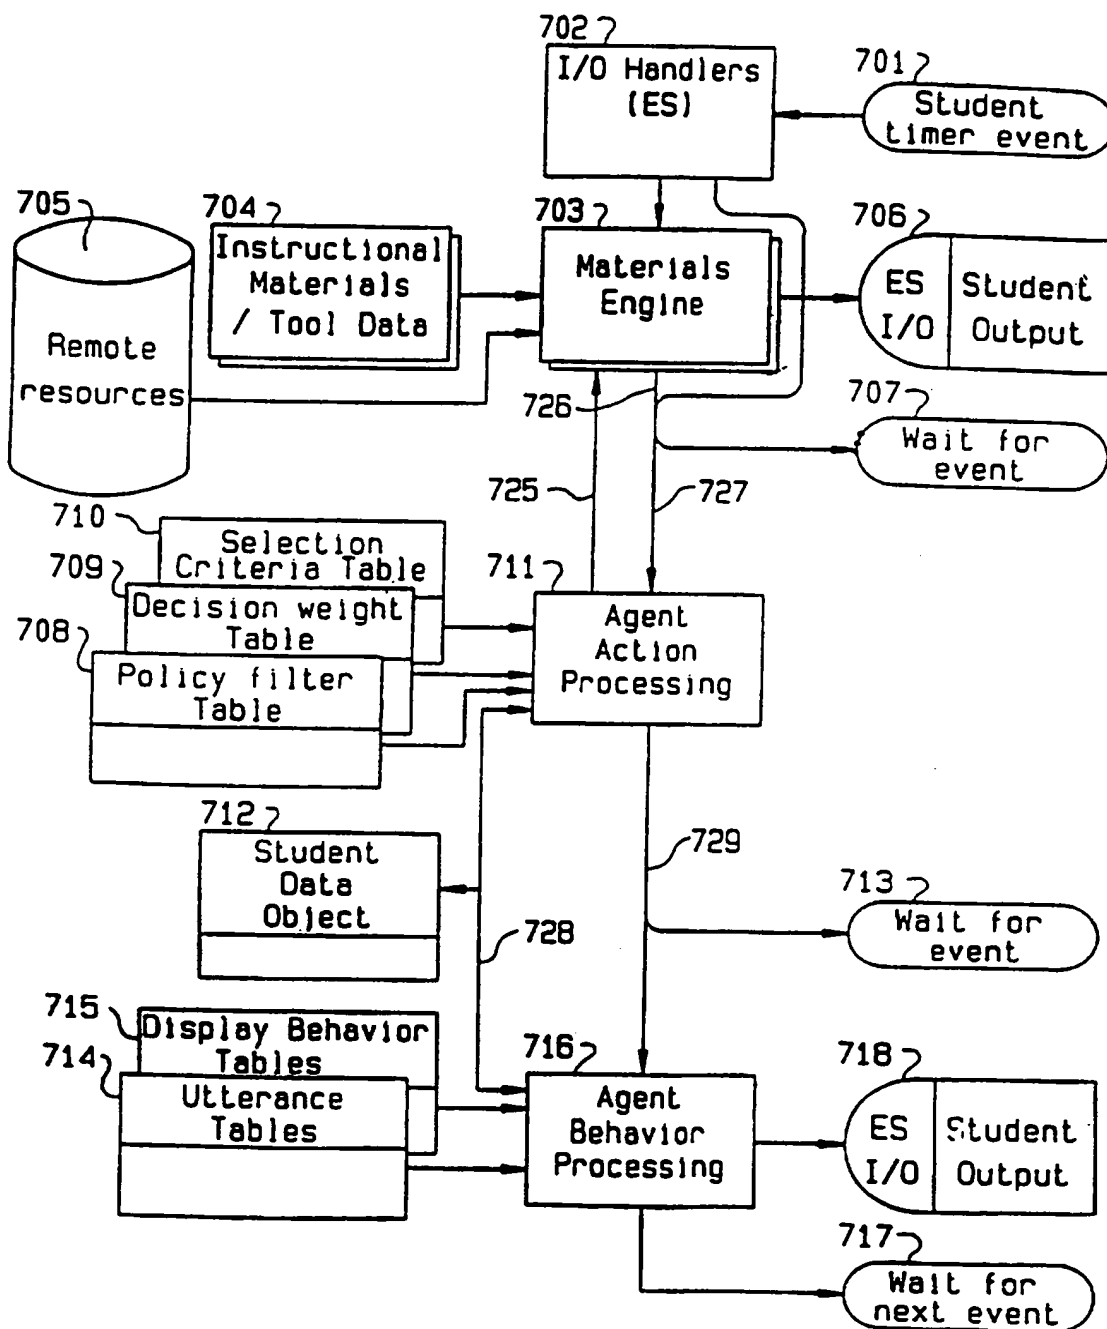 702
I/O Handlers
(ES)
701
Student
timer event
705
Remote
resources
704
Instructional
Materials
/ Tool Data
703
Materials
Engine
706
ES
I/O
Student
Output
726
707
Wait for
event
725
727
710
Selection
Criteria Table
709
Decision weight
Table
708
Policy filter
Table
711
Agent
Action
Processing
712
Student
Data
Object
728
729
713
Wait for
event
715
Display Behavior
Tables
714
Utterance
Tables
716
Agent
Behavior
Processing
718
ES
I/O
Student
Output
717
Wait for
next event